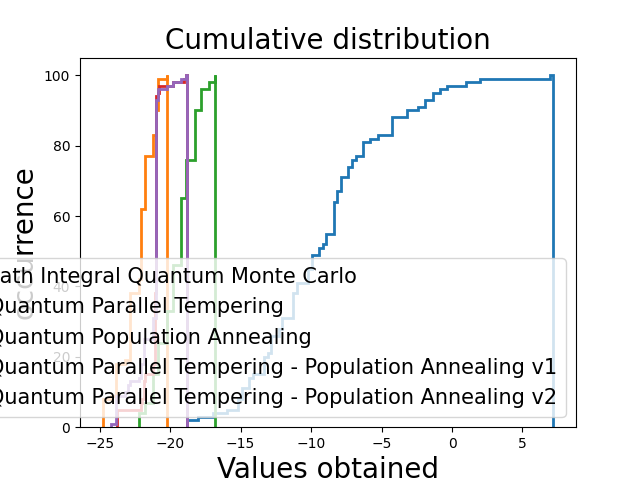 Cumulative distribution
occurrence
100
80
60
40
20
0
ath Integral Quantum Monte Carlo
Quantum Parallel Tempering
Quantum Population Annealing
Quantum Parallel Tempering - Population Annealing v1
Quantum Parallel Tempering - Population Annealing v2
−25 −20 −15 −10 −5 0 5
Values obtained